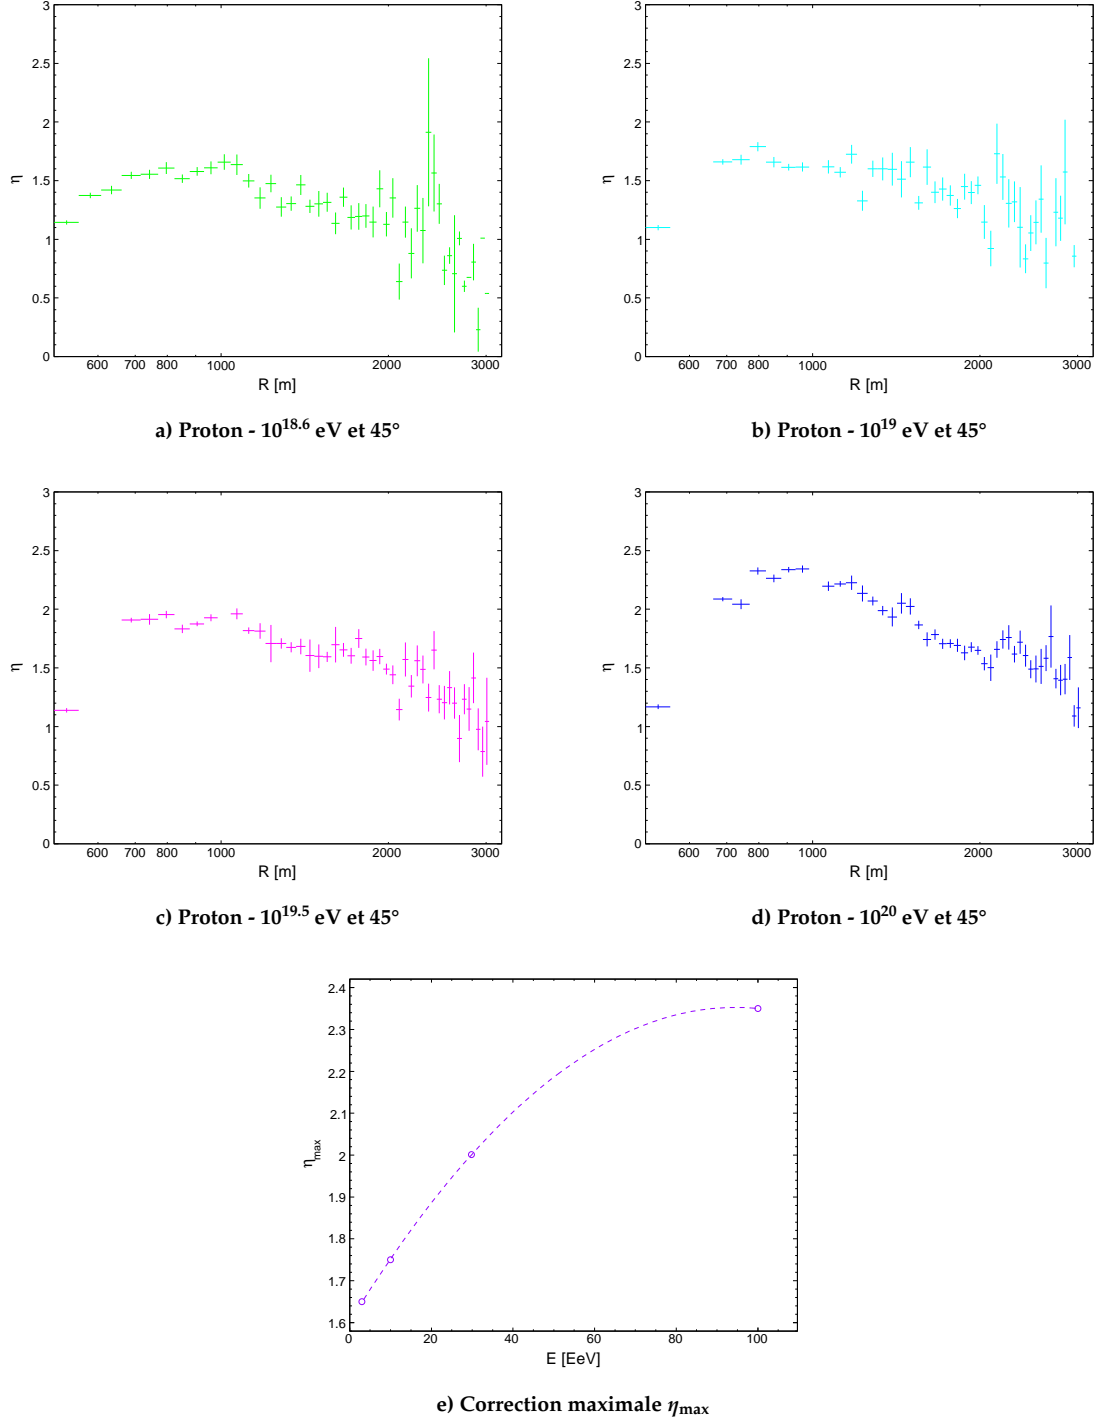 3
2.5
2
1.5
1
0.5
0
η
600 700 800 1000 2000 3000
R [m]
a) Proton - 10^18.6 eV et 45°
3
2.5
2
1.5
1
0.5
0
η
600 700 800 1000 2000 3000
R [m]
b) Proton - 10^19 eV et 45°
3
2.5
2
1.5
1
0.5
0
η
600 700 800 1000 2000 3000
R [m]
c) Proton - 10^19.5 eV et 45°
3
2.5
2
1.5
1
0.5
0
η
600 700 800 1000 2000 3000
R [m]
d) Proton - 10^20 eV et 45°
2.4
2.3
2.2
2.1
2
1.9
1.8
1.7
1.6
η_max
0 20 40 60 80 100
E [EeV]
e) Correction maximale η_max